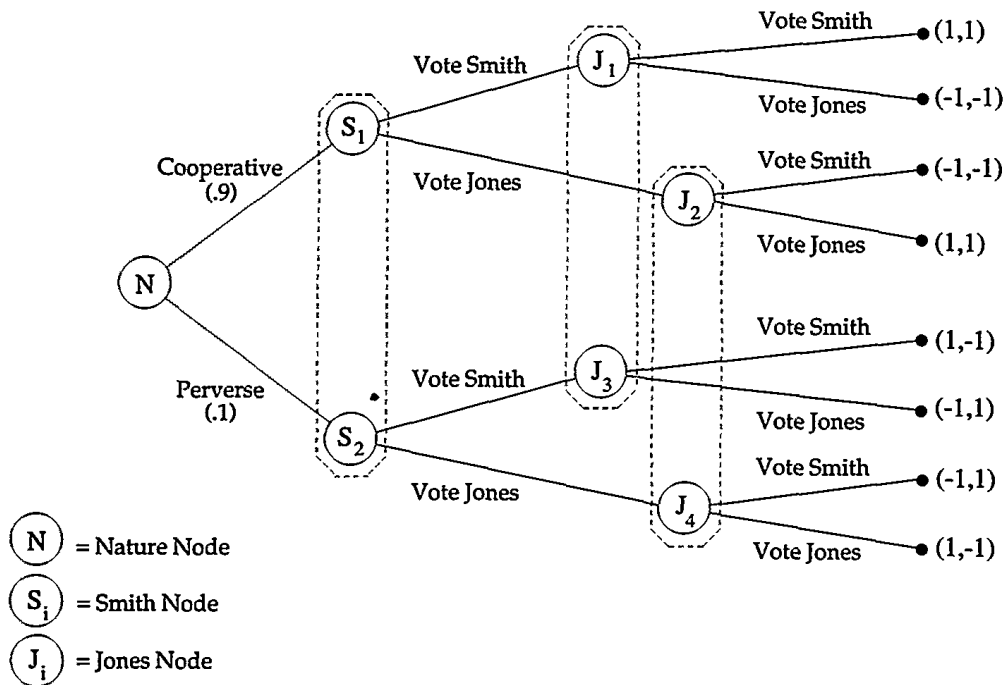 Vote Smith
(1,1)
J1
Vote Smith
Vote Jones
(-1,-1)
S1
Vote Smith
(-1,-1)
Cooperative
(.9)
Vote Jones
J2
Vote Jones
(1,1)
N
Vote Smith
(1,-1)
Perverse
(.1)
Vote Smith
J3
Vote Jones
(-1,1)
S2
Vote Smith
(-1,1)
Vote Jones
J4
Vote Jones
(1,-1)
N = Nature Node
Si = Smith Node
Ji = Jones Node